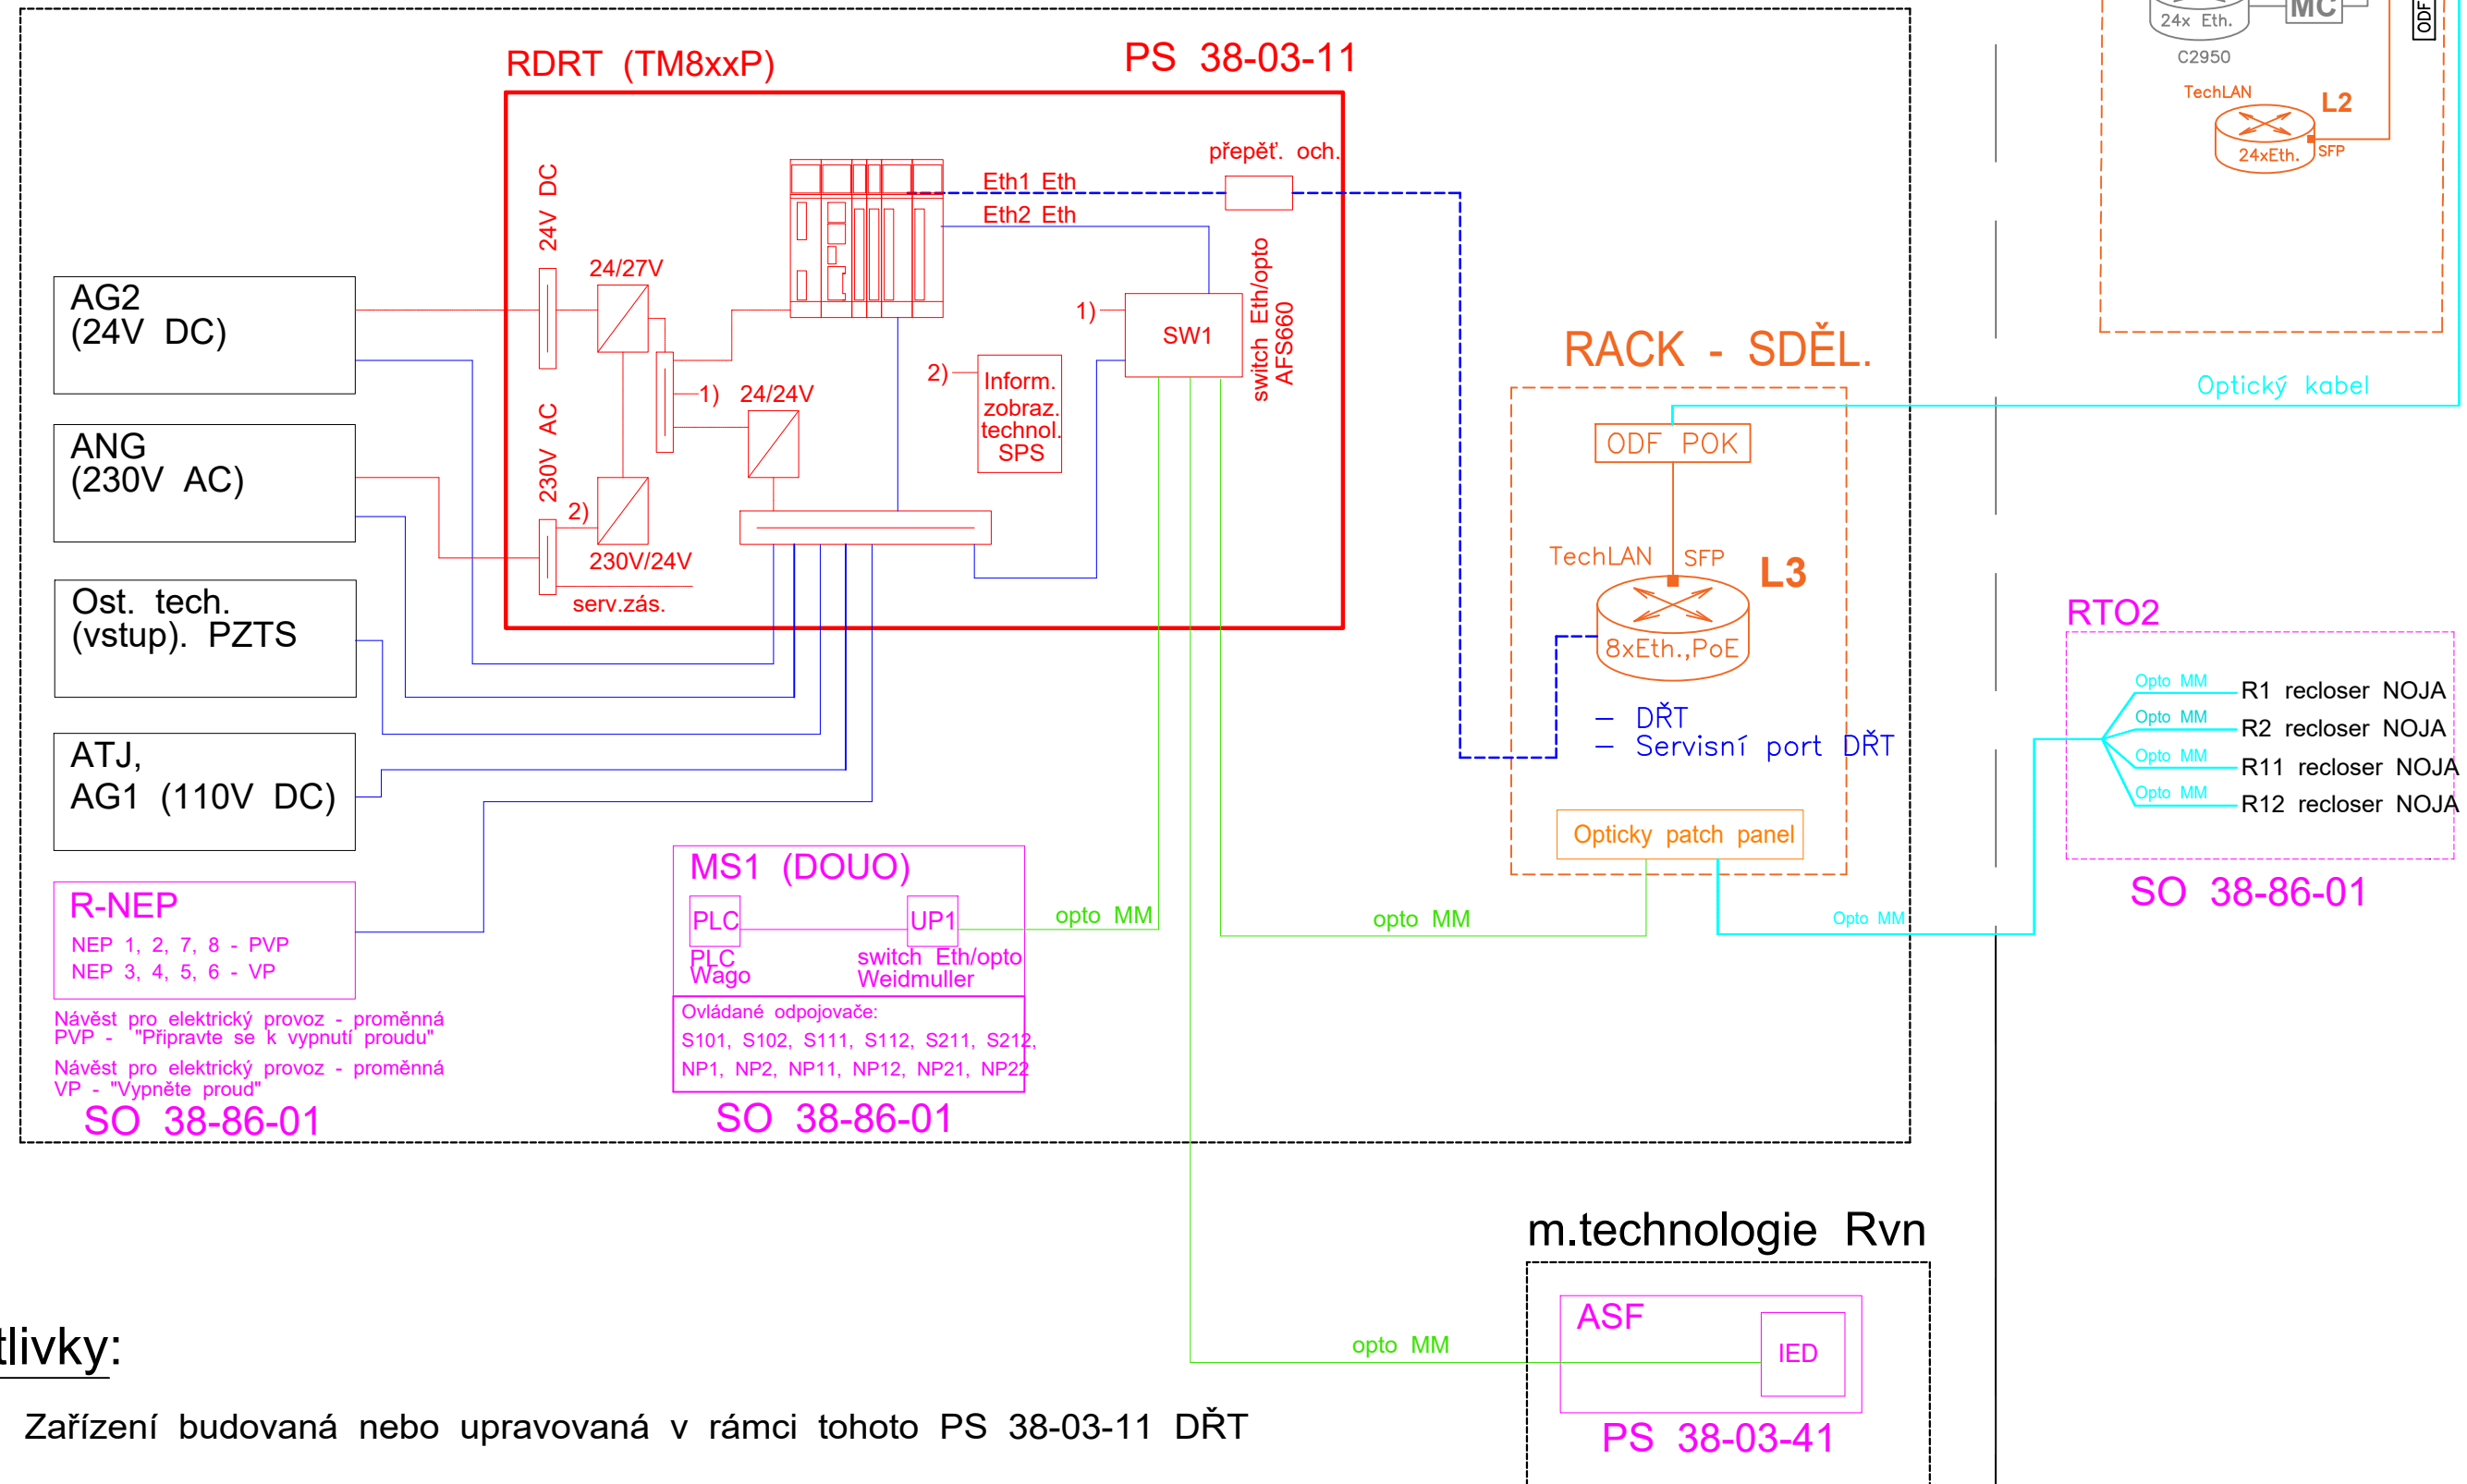 RDRT (TM8xxP)
PS 38-03-11
24V DC
230V AC
24/27V
1)
24/24V
2)
230V/24V
serv.zás.
Eth1 Eth
Eth2 Eth
přepěť. och.
1)
SW1
switch Eth/opto
AFS660
2)
Inform.
zobraz.
technol.
SPS
AG2
(24V DC)
ANG
(230V AC)
Ost. tech.
(vstup). PZTS
ATJ,
AG1 (110V DC)
R-NEP
NEP 1, 2, 7, 8 - PVP
NEP 3, 4, 5, 6 - VP
Návěst pro elektrický provoz - proměnná
PVP - "Připravte se k vypnutí proudu"
Návěst pro elektrický provoz - proměnná
VP - "Vypněte proud"
SO 38-86-01
MS1 (DOUO)
PLC
UP1
PLC
Wago
switch Eth/opto
Weidmuller
Ovládané odpojovače:
S101, S102, S111, S112, S211, S212,
NP1, NP2, NP11, NP12, NP21, NP22
SO 38-86-01
opto MM
opto MM
opto MM
RACK - SDĚL.
ODF POK
TechLAN
SFP
L3
8xEth.,PoE
– DŘT
– Servisní port DŘT
Opticky patch panel
Opto MM
24x Eth.
MC
ODF
C2950
TechLAN
L2
24xEth.
SFP
Optický kabel
RTO2
Opto MM
R1 recloser NOJA
Opto MM
R2 recloser NOJA
Opto MM
R11 recloser NOJA
Opto MM
R12 recloser NOJA
SO 38-86-01
m.technologie Rvn
ASF
IED
PS 38-03-41
tlivky:
Zařízení budovaná nebo upravovaná v rámci tohoto PS 38-03-11 DŘT